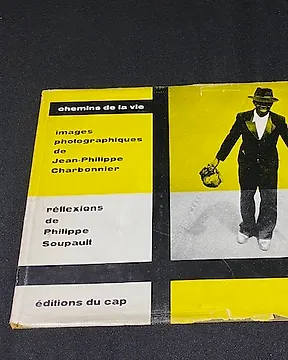 chemins de la vie
images
photographiques
de
Jean-Philippe
Charbonnier
réflexions
de
Philippe
Soupault
éditions du cap